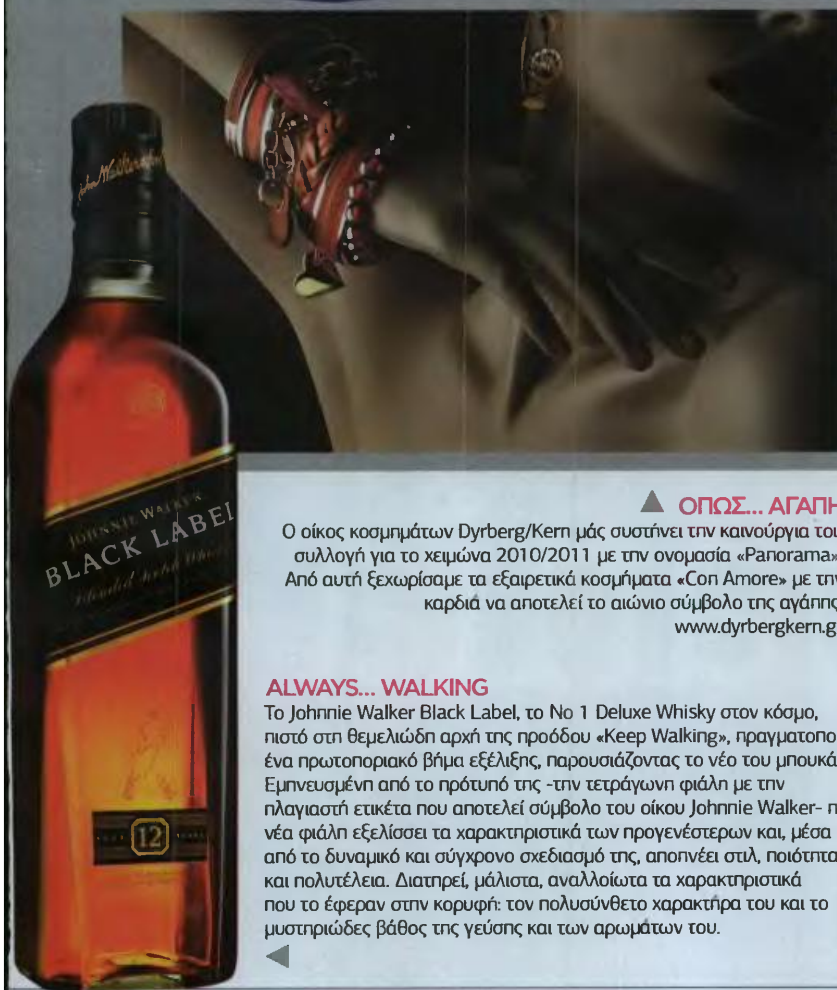 John Walker & Sons
JOHNNIE WALKER
BLACK LABEL
Blended Scotch Whisky
12
ΟΠΩΣ... ΑΓΑΠΗ
Ο οίκος κοσμημάτων Dyrberg/Kern μάς συστήνει την καινούργια του
συλλογή για το χειμώνα 2010/2011 με την ονομασία «Panorama»
Από αυτή ξεχωρίσαμε τα εξαιρετικά κοσμήματα «Con Amore» με την
καρδιά να αποτελεί το αιώνιο σύμβολο της αγάπης
www.dyrbergkern.g
ALWAYS... WALKING
Το Johnnie Walker Black Label, το No 1 Deluxe Whisky στον κόσμο,
πιστό στη θεμελιώδη αρχή της προόδου «Keep Walking», πραγματοπο
ένα πρωτοποριακό βήμα εξέλιξης, παρουσιάζοντας το νέο του μπουκά
Εμπνευσμένη από το πρότυπό της -την τετράγωνη φιάλη με την
πλαγιαστή ετικέτα που αποτελεί σύμβολο του οίκου Johnnie Walker- η
νέα φιάλη εξελίσσει τα χαρακτηριστικά των προγενέστερων και, μέσα
από το δυναμικό και σύγχρονο σχεδιασμό της, αποπνέει στιλ, ποιότητα
και πολυτέλεια. Διατηρεί, μάλιστα, αναλλοίωτα τα χαρακτηριστικά
που το έφεραν στην κορυφή: τον πολυσύνθετο χαρακτήρα του και το
μυστηριώδες βάθος της γεύσης και των αρωμάτων του.